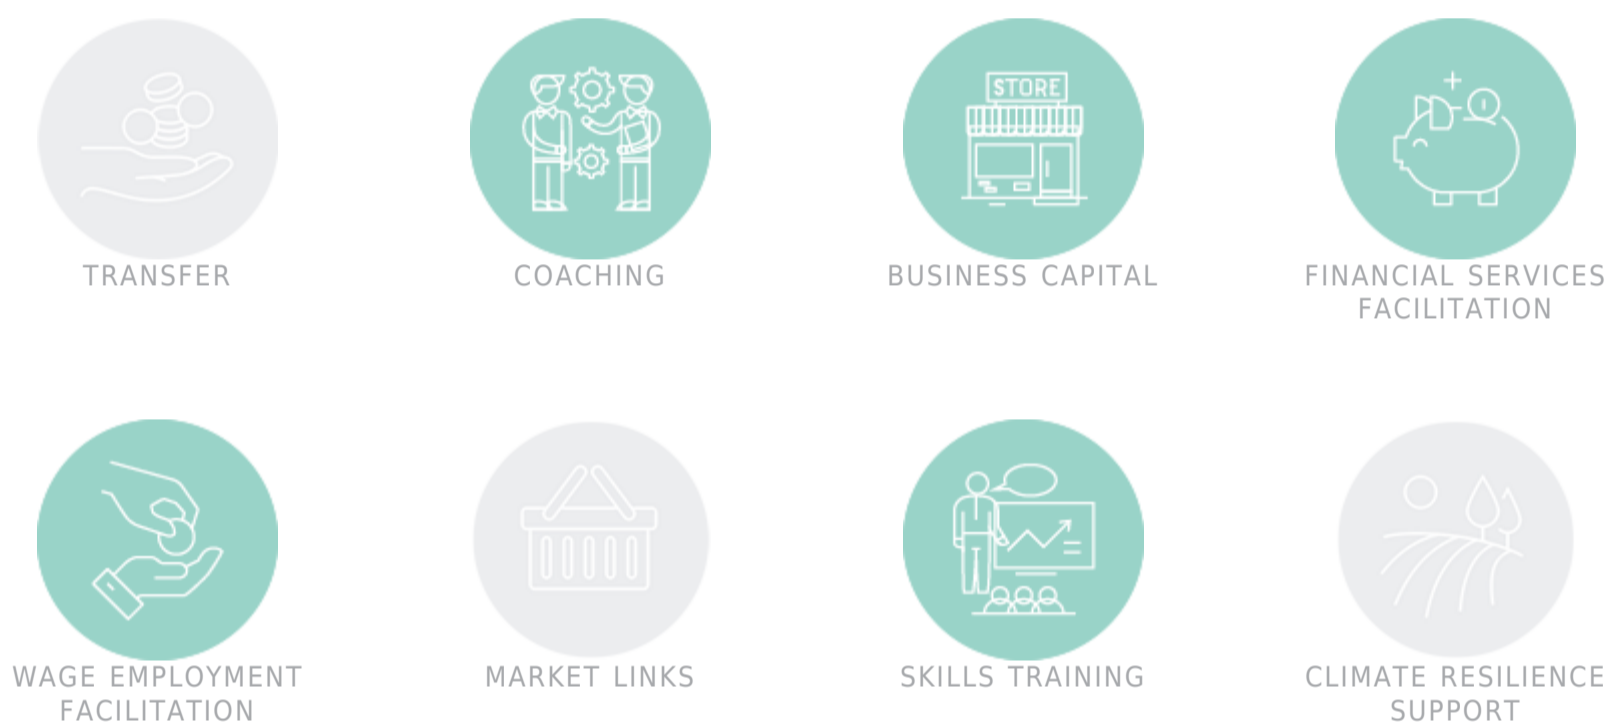 STORE
TRANSFER
COACHING
BUSINESS CAPITAL
FINANCIAL SERVICES
FACILITATION
WAGE EMPLOYMENT
FACILITATION
MARKET LINKS
SKILLS TRAINING
CLIMATE RESILIENCE
SUPPORT